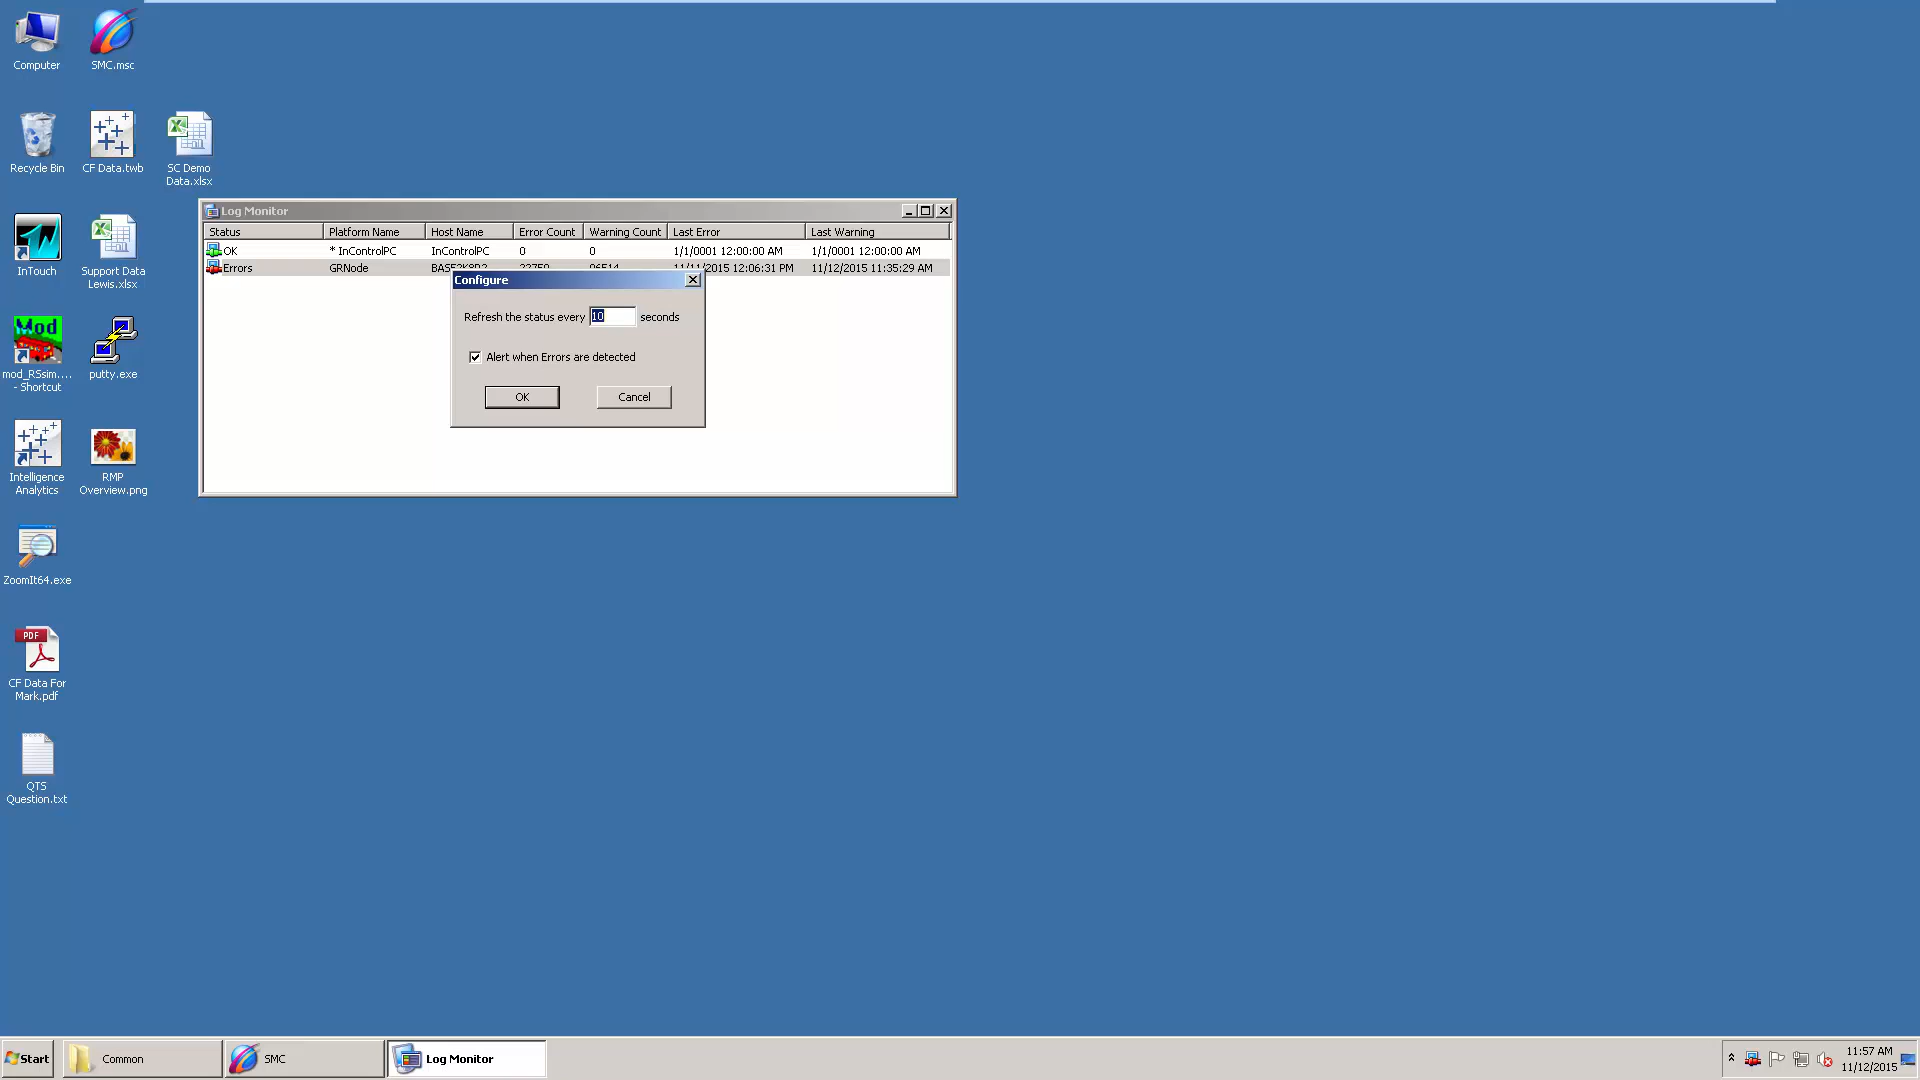 Computer
SMC.msc
Recycle Bin
CF Data.twb
SC Demo
Data.xlsx
Log Monitor
Status Platform Name Host Name Error Count Warning Count Last Error Last Warning
OK * InControlPC InControlPC 0 0 1/1/0001 12:00:00 AM 1/1/0001 12:00:00 AM
Errors GRNode 11/11/2015 12:06:31 PM 11/12/2015 11:35:29 AM
Configure
Refresh the status every 10 seconds
Alert when Errors are detected
OK
Cancel
InTouch
Support Data
Lewis.xlsx
Mod
mod_RSsim....
- Shortcut
putty.exe
Intelligence
Analytics
RMP
Overview.png
ZoomIt64.exe
PDF
CF Data For
Mark.pdf
QTS
Question.txt
Start
Common
SMC
Log Monitor
11:57 AM
11/12/2015